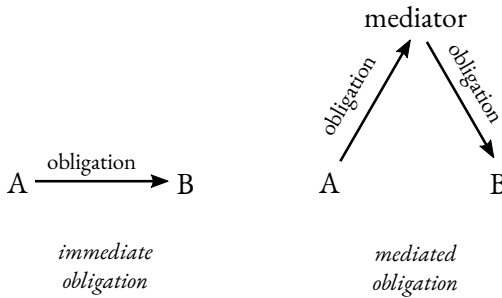 mediator
obligation
obligation
obligation
A
B
A
B
immediate
obligation
mediated
obligation